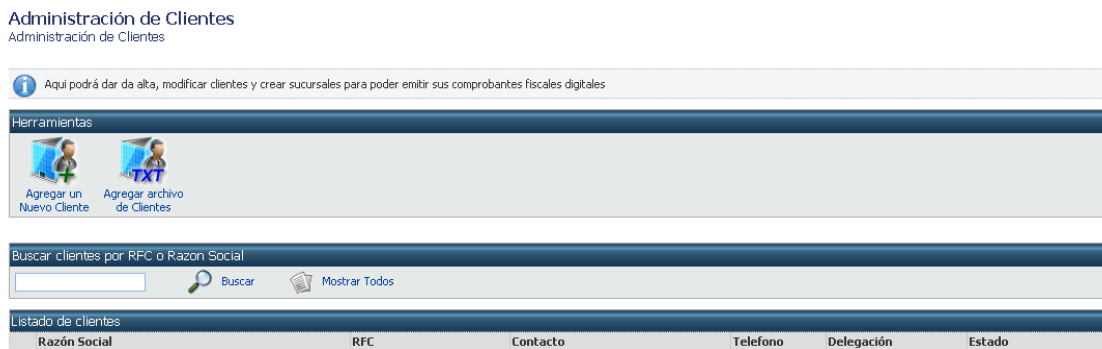 Administración de Clientes
Administración de Clientes
Aqui podrá dar da alta, modificar clientes y crear sucursales para poder emitir sus comprobantes fiscales digitales
Herramientas
TXT
Agregar un Agregar archivo
Nuevo Cliente de Clientes
Buscar clientes por RFC o Razon Social
Buscar Mostrar Todos
Listado de clientes
Razón Social RFC Contacto Telefono Delegación Estado